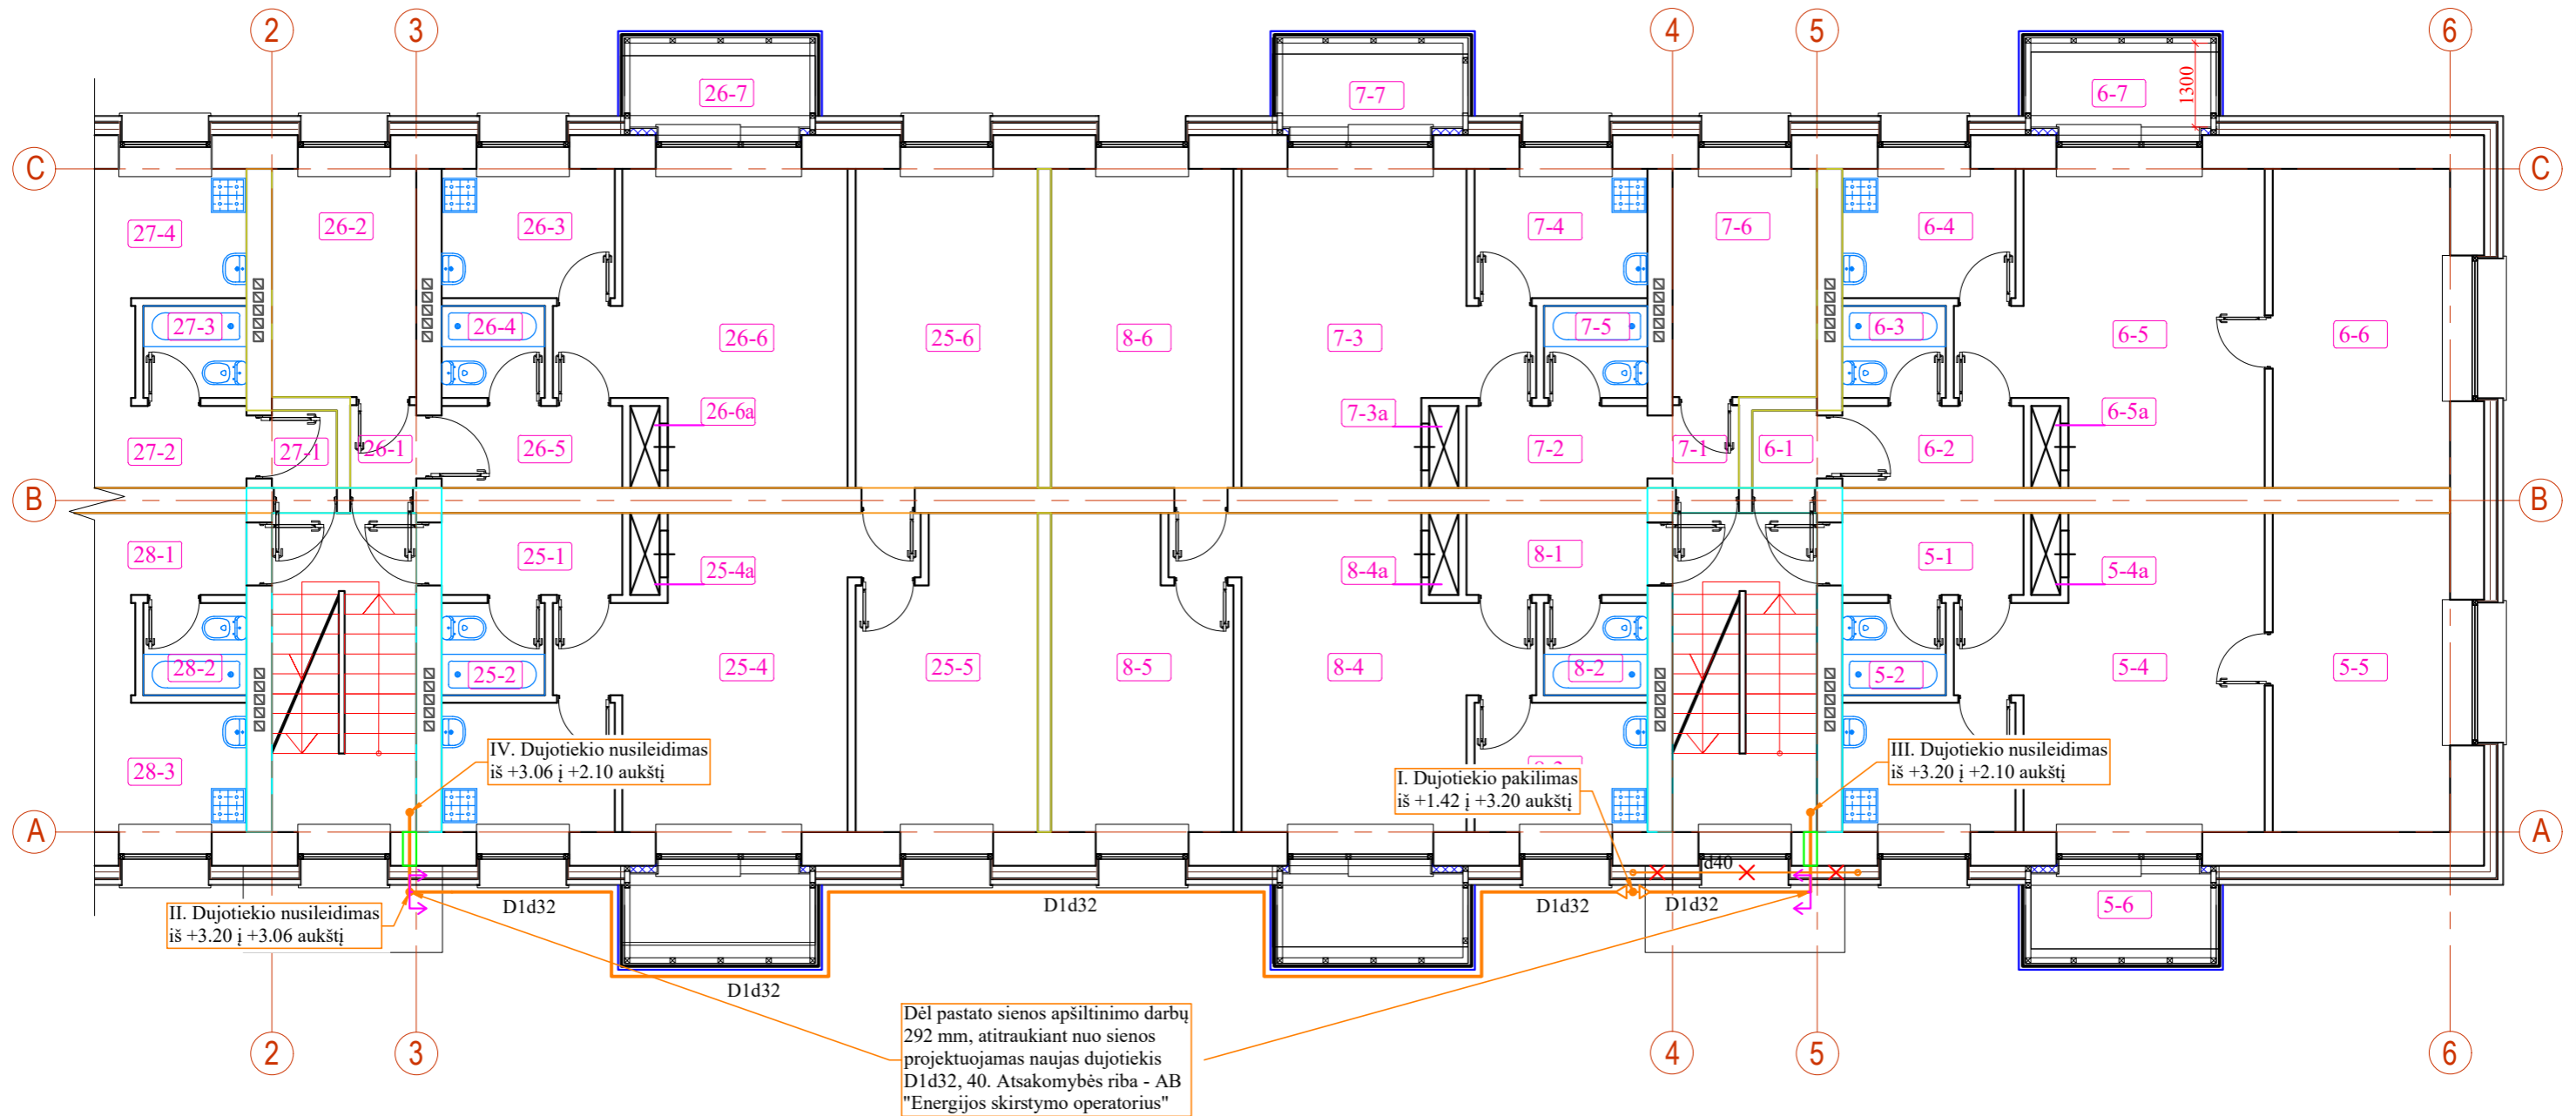 2
3
4
5
6
26-7
7-7
6-7
1300
C
C
27-4
26-2
26-3
7-4
7-6
6-4
27-3
26-4
26-6
25-6
8-6
7-3
7-5
6-3
6-5
6-6
26-6a
7-3a
6-5a
27-2
27-1
26-1
26-5
7-2
7-1
6-1
6-2
B
B
28-1
25-1
25-4a
8-4a
8-1
5-1
5-4a
28-2
25-2
25-4
25-5
8-5
8-4
8-2
5-2
5-4
5-5
28-3
IV. Dujotiekio nusileidimas
iš +3.06 į +2.10 aukštį
I. Dujotiekio pakilimas
iš +1.42 į +3.20 aukštį
III. Dujotiekio nusileidimas
iš +3.20 į +2.10 aukštį
A
A
d40
II. Dujotiekio nusileidimas
iš +3.20 į +3.06 aukštį
D1d32
D1d32
D1d32
D1d32
5-6
D1d32
Dėl pastato sienos apšiltinimo darbų
292 mm, atitraukiant nuo sienos
projektuojamas naujas dujotiekis
D1d32, 40. Atsakomybės riba - AB
"Energijos skirstymo operatorius"
2
3
4
5
6